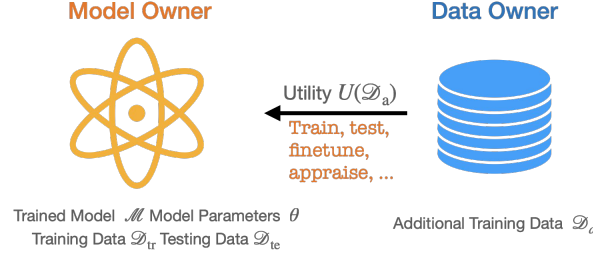 Model Owner
Data Owner
Utility U(𝒟a)
Train, test,
finetune,
appraise, ...
Trained Model ℳ Model Parameters θ
Training Data 𝒟tr Testing Data 𝒟te
Additional Training Data 𝒟a